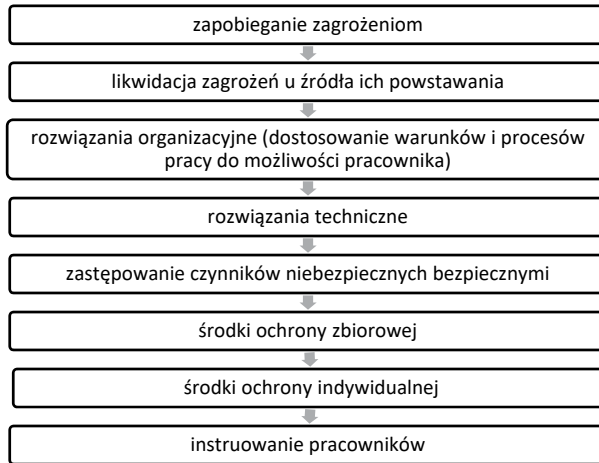 zapobieganie zagrożeniom
likwidacja zagrożeń u źródła ich powstawania
rozwiązania organizacyjne (dostosowanie warunków i procesów
pracy do możliwości pracownika)
rozwiązania techniczne
zastępowanie czynników niebezpiecznych bezpiecznymi
środki ochrony zbiorowej
środki ochrony indywidualnej
instruowanie pracowników